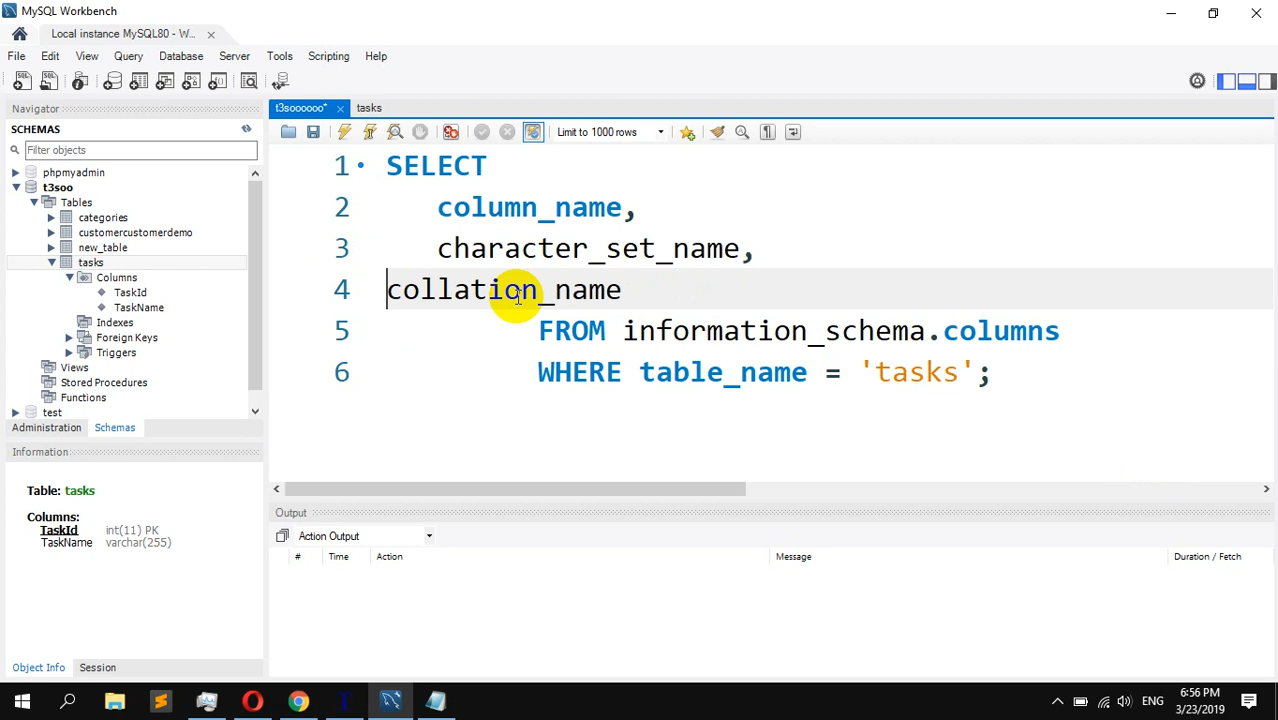 MySQL Workbench
Local instance MySQL80 - W...
File Edit View Query Database Server Tools Scripting Help
Navigator
SCHEMAS
Filter objects
phpmyadmin
t3soo
Tables
categories
customercustomerdemo
new_table
tasks
Columns
TaskId
TaskName
Indexes
Foreign Keys
Triggers
Views
Stored Procedures
Functions
test
Administration Schemas
Information
Table: tasks
Columns:
TaskId int(11) PK
TaskName varchar(255)
Object Info Session
t3soooooo* tasks
Limit to 1000 rows
1 SELECT
2 column_name,
3 character_set_name,
4 collation_name
5 FROM information_schema.columns
6 WHERE table_name = 'tasks';
Output
Action Output
# Time Action Message Duration / Fetch
ENG
6:56 PM
3/23/2019